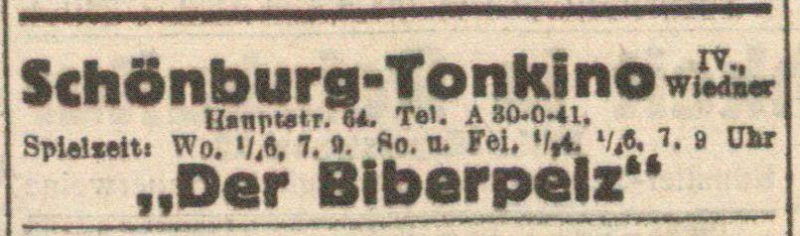 Schönburg-Tonkino IV., Wiedner
Hauptstr. 64. Tel. A 30-0-41.
Spielzeit: Wo. 1/46, 7, 9. So. u. Fei. 1/24. 1/46, 7, 9 Uhr
„Der Biberpelz“